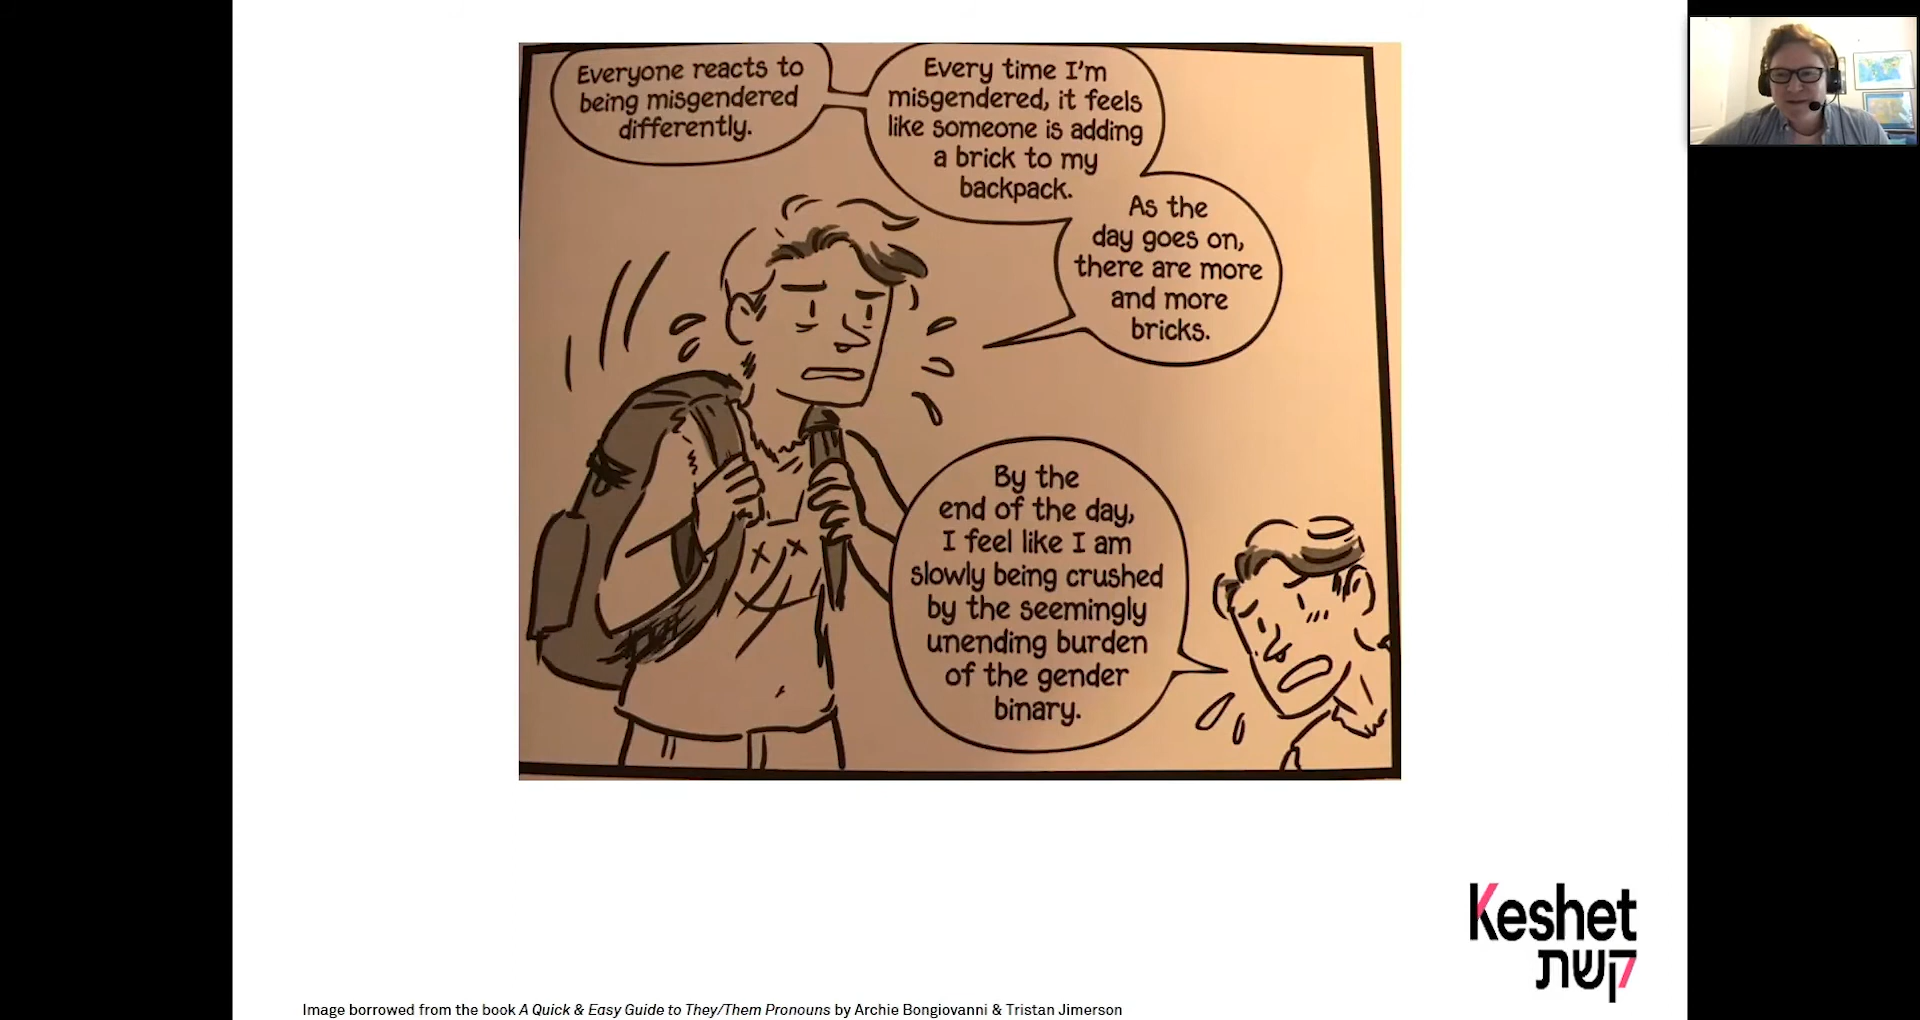 Everyone reacts to
being misgendered
differently.
Every time I'm
misgendered, it feels
like someone is adding
a brick to my
backpack.
As the
day goes on,
there are more
and more
bricks.
By the
end of the day,
I feel like I am
slowly being crushed
by the seemingly
unending burden
of the gender
binary.
Keshet
קשת
Image borrowed from the book A Quick & Easy Guide to They/Them Pronouns by Archie Bongiovanni & Tristan Jimerson